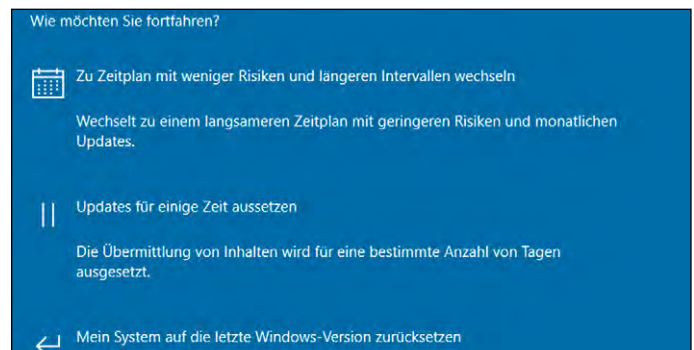 Wie möchten Sie fortfahren?
Zu Zeitplan mit weniger Risiken und längeren Intervallen wechseln
Wechselt zu einem langsameren Zeitplan mit geringeren Risiken und monatlichen
Updates.
Updates für einige Zeit aussetzen
Die Übermittlung von Inhalten wird für eine bestimmte Anzahl von Tagen
ausgesetzt.
Mein System auf die letzte Windows-Version zurücksetzen